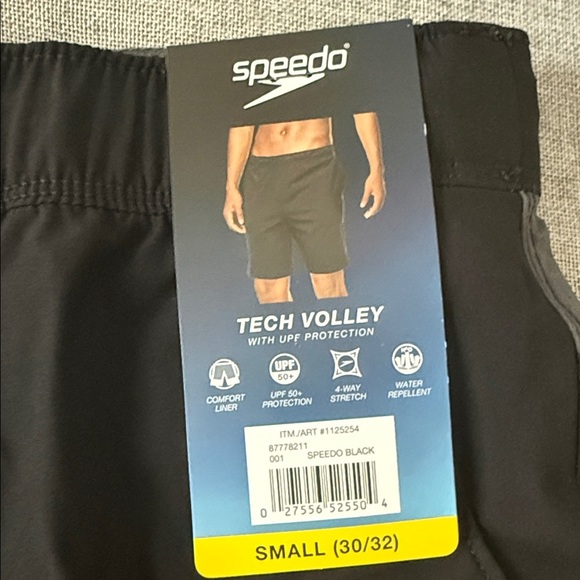 speedo
TECH VOLLEY
WITH UPF PROTECTION
COMFORT
LINER
UPF
50+
UPF 50+
PROTECTION
4-WAY
STRETCH
WATER
REPELLENT
ITM./ART #1125254
87778211
001 SPEEDO BLACK
0 27556 52550 4
SMALL (30/32)